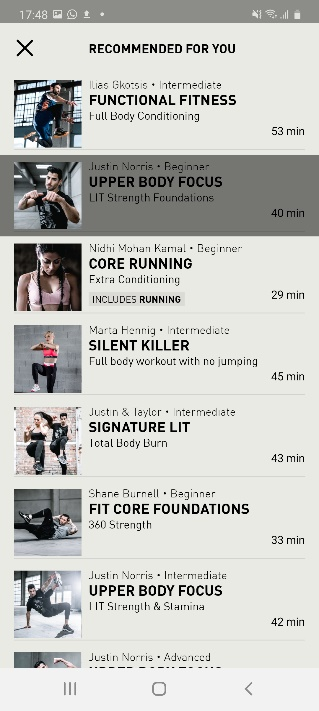 17:48
RECOMMENDED FOR YOU
Ilias Gkotsis • Intermediate
FUNCTIONAL FITNESS
Full Body Conditioning
53 min
Justin Norris • Beginner
UPPER BODY FOCUS
LIT Strength Foundations
40 min
Nidhi Mohan Kamal • Beginner
CORE RUNNING
Extra Conditioning
INCLUDES RUNNING
29 min
Marta Hennig • Intermediate
SILENT KILLER
Full body workout with no jumping
45 min
Justin & Taylor • Intermediate
SIGNATURE LIT
Total Body Burn
43 min
Shane Burnell • Beginner
FIT CORE FOUNDATIONS
360 Strength
33 min
Justin Norris • Intermediate
UPPER BODY FOCUS
LIT Strength & Stamina
42 min
Justin Norris • Advanced
UPPER BODY FOCUS